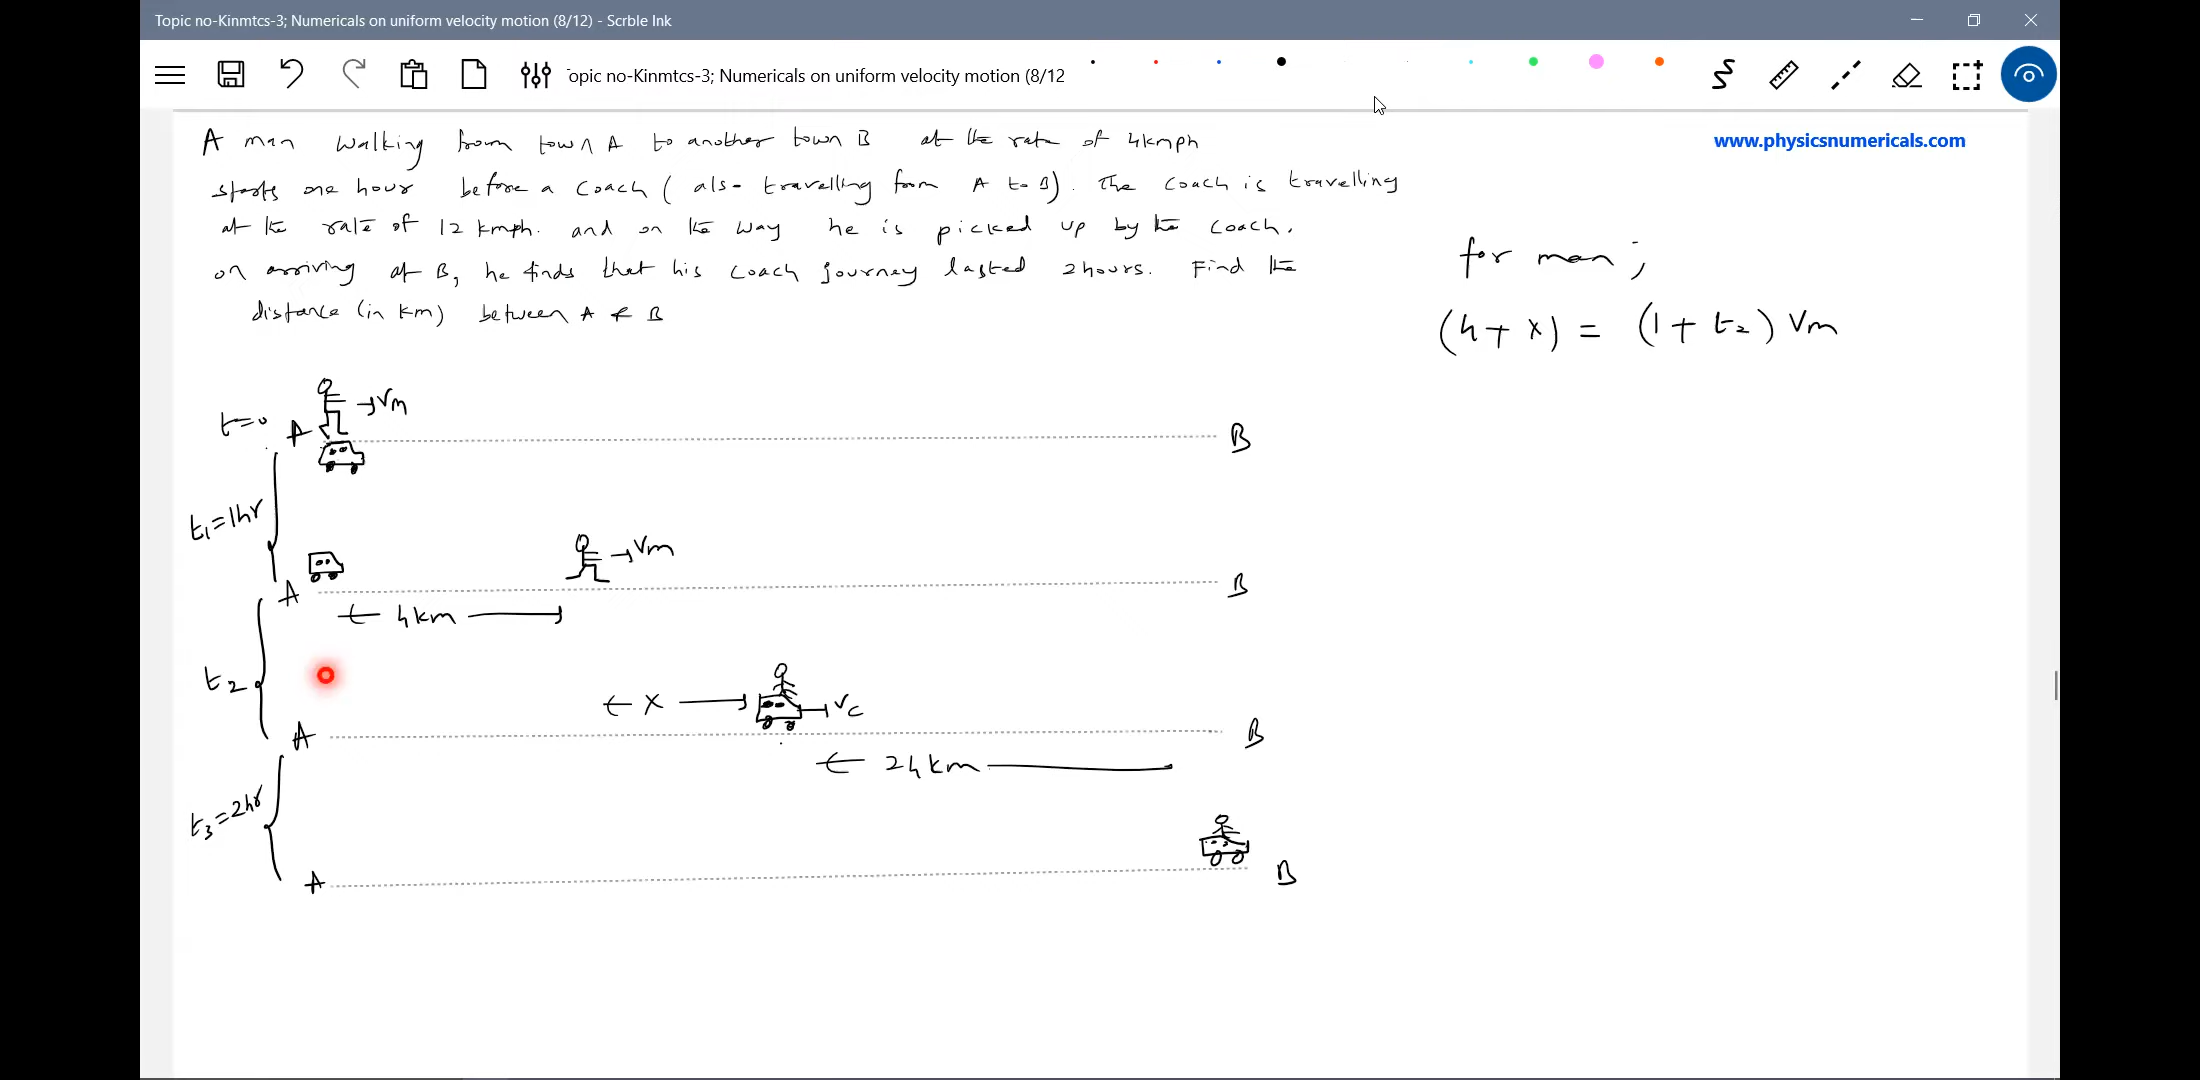 Topic no-Kinmtcs-3; Numericals on uniform velocity motion (8/12) - Scrble Ink
opic no-Kinmtcs-3; Numericals on uniform velocity motion (8/12
www.physicsnumericals.com
A man walking from town A to another town B at the rate of 4kmph
starts one hour before a coach ( also travelling from A to B). The coach is travelling
at the rate of 12 kmph. and on the way he is picked up by the coach.
on arriving at B, he finds that his coach journey lasted 2hours. Find the
distance (in km) between A & B
for man ;
(4+x) = (1+t2) Vm
t=0 A →Vm B
t1=1hr
→Vm
A B
← 4km →
t2
← x → →Vc
A B
← 24km
t3=2hr
A B